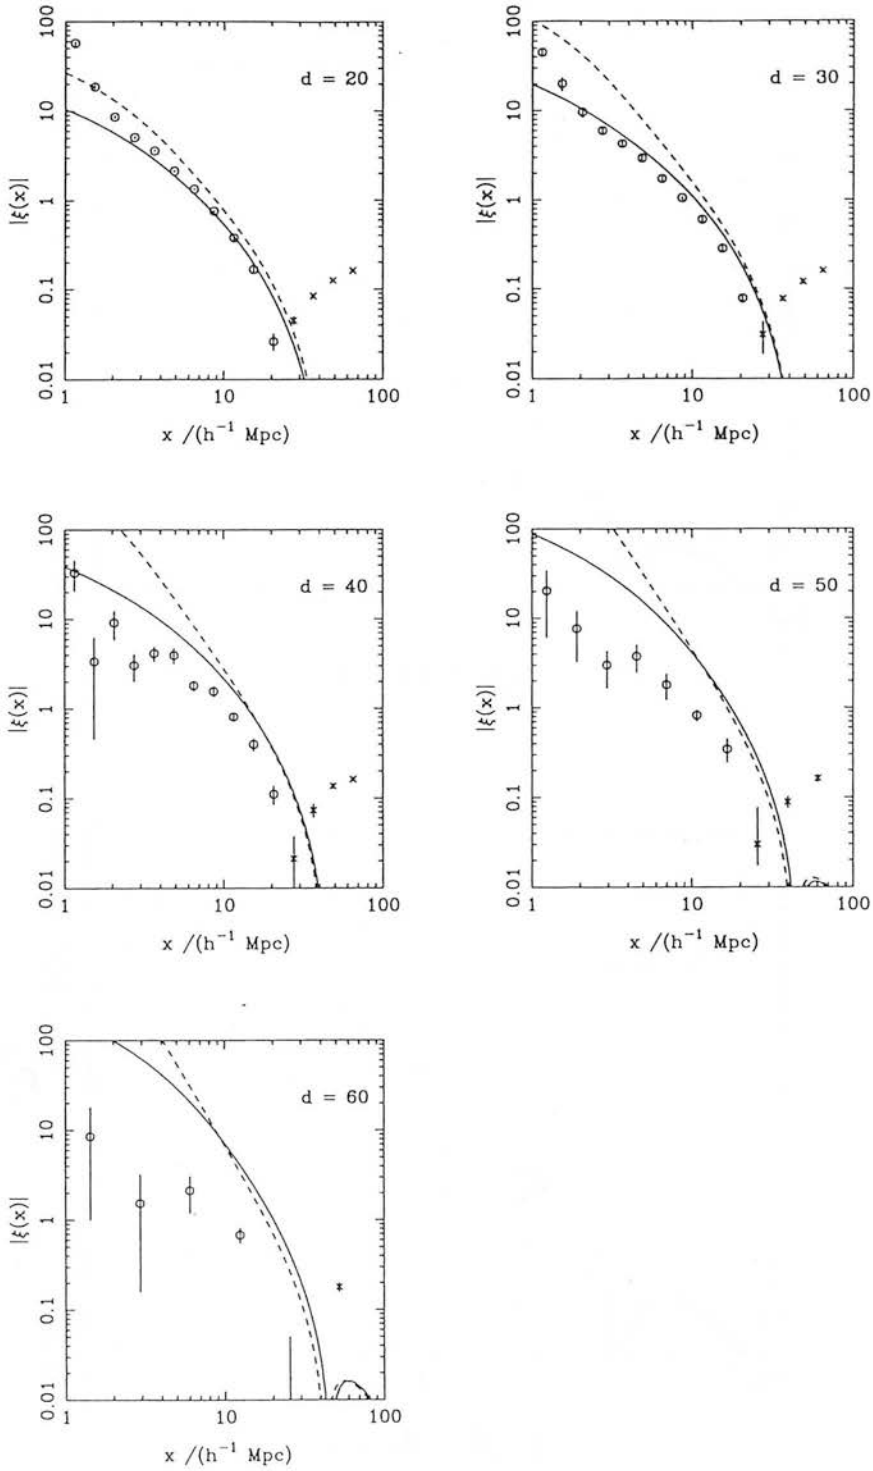 100
10
1
0.1
0.01
|ξ(x)|
d = 20
1
10
100
x /(h⁻¹ Mpc)
100
10
1
0.1
0.01
|ξ(x)|
d = 30
1
10
100
x /(h⁻¹ Mpc)
100
10
1
0.1
0.01
|ξ(x)|
d = 40
1
10
100
x /(h⁻¹ Mpc)
100
10
1
0.1
0.01
|ξ(x)|
d = 50
1
10
100
x /(h⁻¹ Mpc)
100
10
1
0.1
0.01
|ξ(x)|
d = 60
1
10
100
x /(h⁻¹ Mpc)